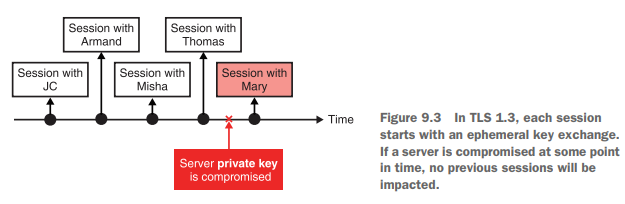 Session with
Armand
Session with
Thomas
Session with
JC
Session with
Misha
Session with
Mary
Time
Server private key
is compromised
Figure 9.3 In TLS 1.3, each session
starts with an ephemeral key exchange.
If a server is compromised at some point
in time, no previous sessions will be
impacted.